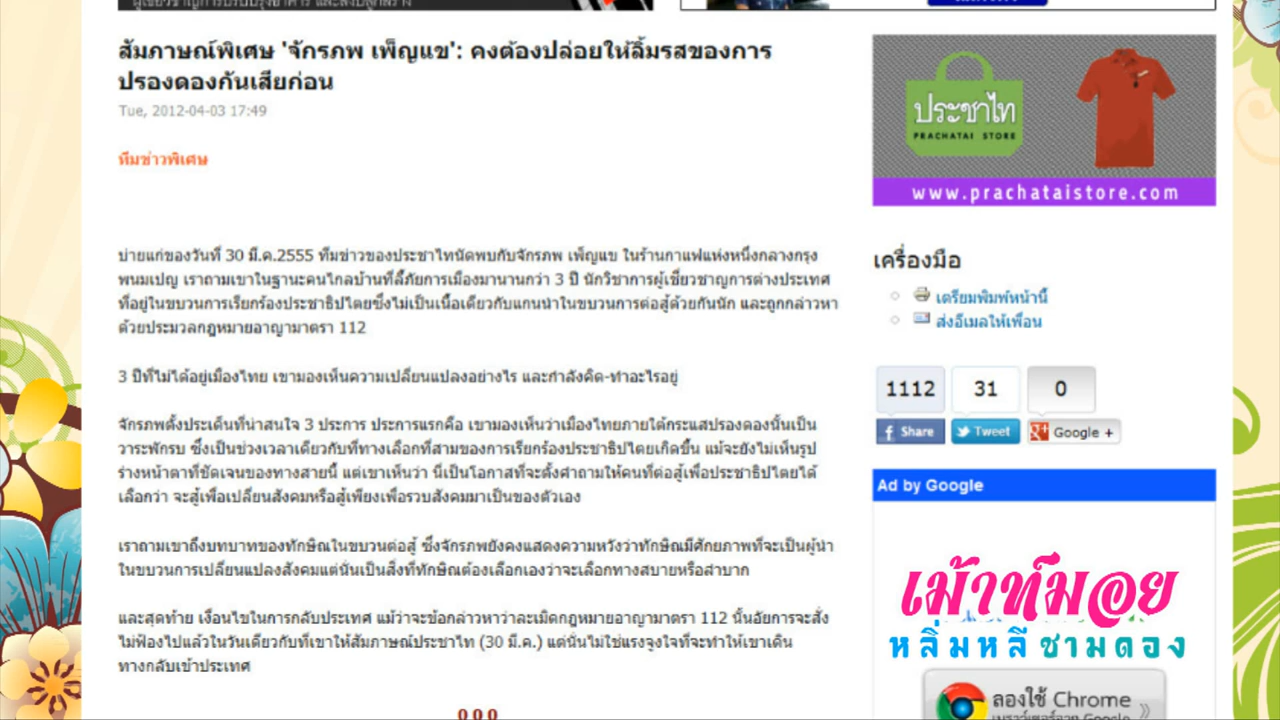 ผู้เชี่ยวชาญการปรับปรุงอาคาร และสิ่งปลูกสร้าง
สัมภาษณ์พิเศษ 'จักรภพ เพ็ญแข': คงต้องปล่อยให้ลิ้มรสของการ
ปรองดองกันเสียก่อน
Tue, 2012-04-03 17:49
ทีมข่าวพิเศษ
บ่ายแก่ของวันที่ 30 มี.ค.2555 ทีมข่าวของประชาไทนัดพบกับจักรภพ เพ็ญแข ในร้านกาแฟแห่งหนึ่งกลางกรุง
พนมเปญ เราถามเขาในฐานะคนไกลบ้านที่ลี้ภัยการเมืองมานานกว่า 3 ปี นักวิชาการผู้เชี่ยวชาญการต่างประเทศ
ที่อยู่ในขบวนการเรียกร้องประชาธิปไตยซึ่งไม่เป็นเนื้อเดียวกับแกนนำในขบวนการต่อสู้ด้วยกันนัก และถูกกล่าวหา
ด้วยประมวลกฎหมายอาญามาตรา 112
3 ปีที่ไม่ได้อยู่เมืองไทย เขามองเห็นความเปลี่ยนแปลงอย่างไร และกำลังคิด-ทำอะไรอยู่
จักรภพตั้งประเด็นที่น่าสนใจ 3 ประการ ประการแรกคือ เขามองเห็นว่าเมืองไทยภายใต้กระแสปรองดองนั้นเป็น
วาระพักรบ ซึ่งเป็นช่วงเวลาเดียวกับที่ทางเลือกที่สามของการเรียกร้องประชาธิปไตยเกิดขึ้น แม้จะยังไม่เห็นรูป
ร่างหน้าตาที่ชัดเจนของทางสายนี้ แต่เขาเห็นว่า นี่เป็นโอกาสที่จะตั้งคำถามให้คนที่ต่อสู้เพื่อประชาธิปไตยได้
เลือกว่า จะสู้เพื่อเปลี่ยนสังคมหรือสู้เพียงเพื่อรวบสังคมมาเป็นของตัวเอง
เราถามเขาถึงบทบาทของทักษิณในขบวนต่อสู้ ซึ่งจักรภพยังคงแสดงความหวังว่าทักษิณมีศักยภาพที่จะเป็นผู้นำ
ในขบวนการเปลี่ยนแปลงสังคมแต่นั่นเป็นสิ่งที่ทักษิณต้องเลือกเองว่าจะเลือกทางสบายหรือลำบาก
และสุดท้าย เงื่อนไขในการกลับประเทศ แม้ว่าจะข้อกล่าวหาว่าละเมิดกฎหมายอาญามาตรา 112 นั้นอัยการจะสั่ง
ไม่ฟ้องไปแล้วในวันเดียวกับที่เขาให้สัมภาษณ์ประชาไท (30 มี.ค.) แต่นั่นไม่ใช่แรงจูงใจที่จะทำให้เขาเดิน
ทางกลับเข้าประเทศ
0 0 0
ประชาไท
PRACHATAI STORE
www.prachataistore.com
เครื่องมือ
เตรียมพิมพ์หน้านี้
ส่งอีเมลให้เพื่อน
1112 31 0
Share Tweet Google +
Ad by Google
เม้าท์มอย
หลิ่มหลี ชามดอง
ลองใช้ Chrome
เบราว์เซอร์จาก Google